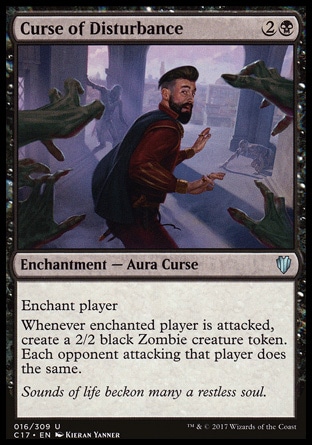 Curse of Disturbance 2
Enchantment — Aura Curse
Enchant player
Whenever enchanted player is attacked,
create a 2/2 black Zombie creature token.
Each opponent attacking that player does
the same.
Sounds of life beckon many a restless soul.
016/309 U
C17 • EN Kieran Yanner
™ & © 2017 Wizards of the Coast